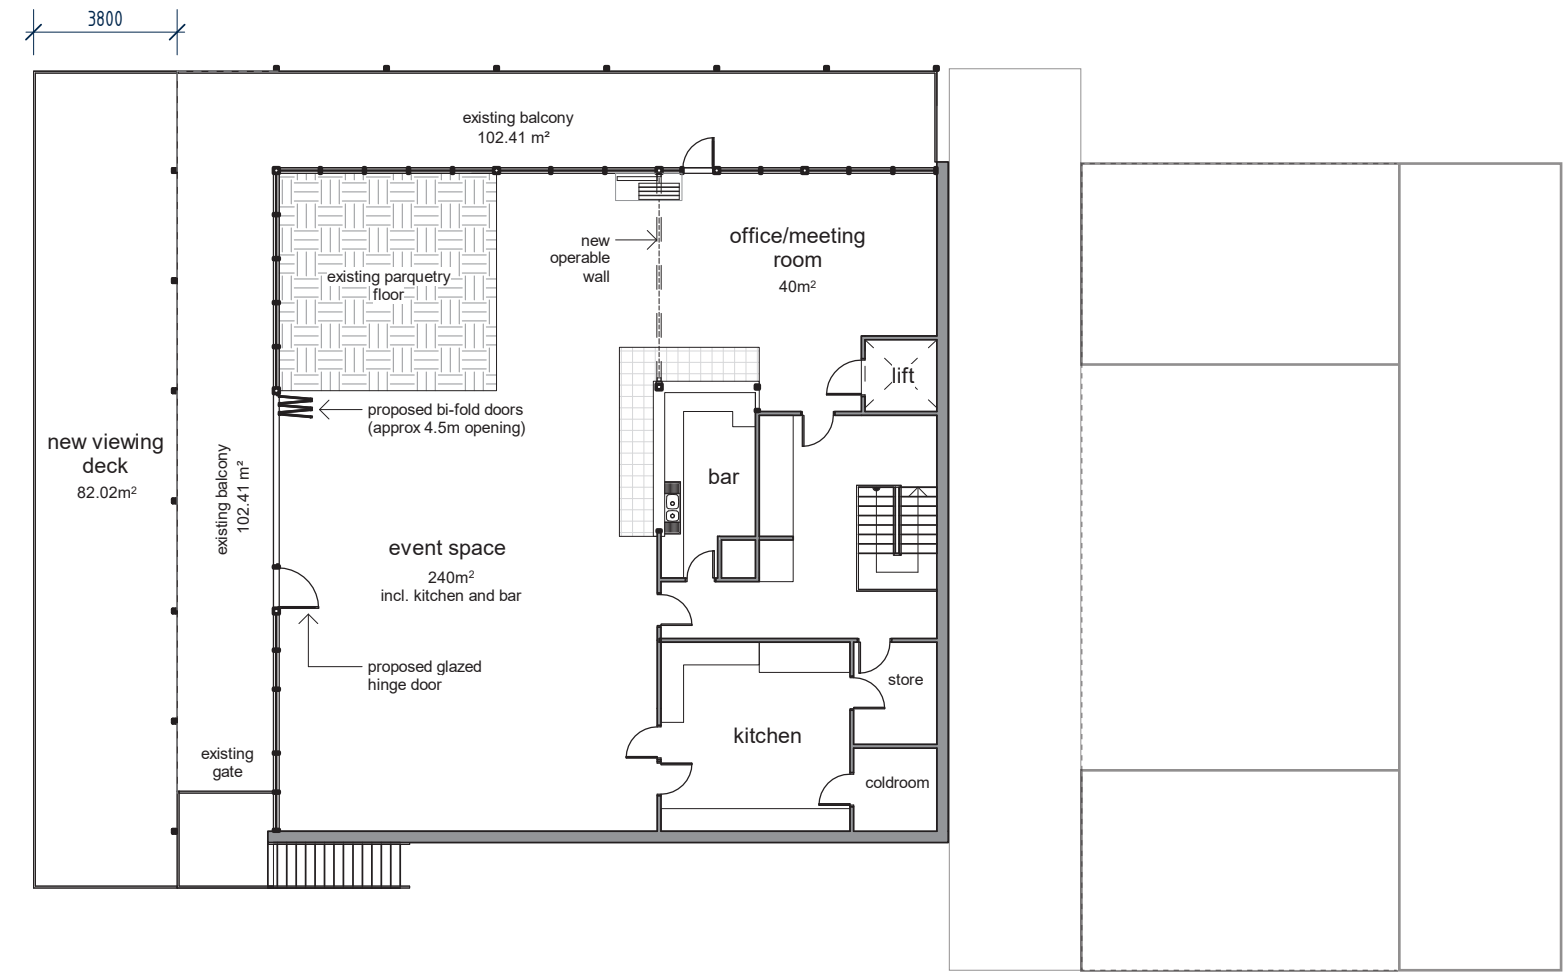 3800
existing balcony
102.41 m²
new
operable
wall
office/meeting
room
40m²
existing parquetry
floor
lift
proposed bi-fold doors
(approx 4.5m opening)
new viewing
deck
82.02m²
existing balcony
102.41 m²
bar
event space
240m²
incl. kitchen and bar
proposed glazed
hinge door
store
kitchen
existing
gate
coldroom